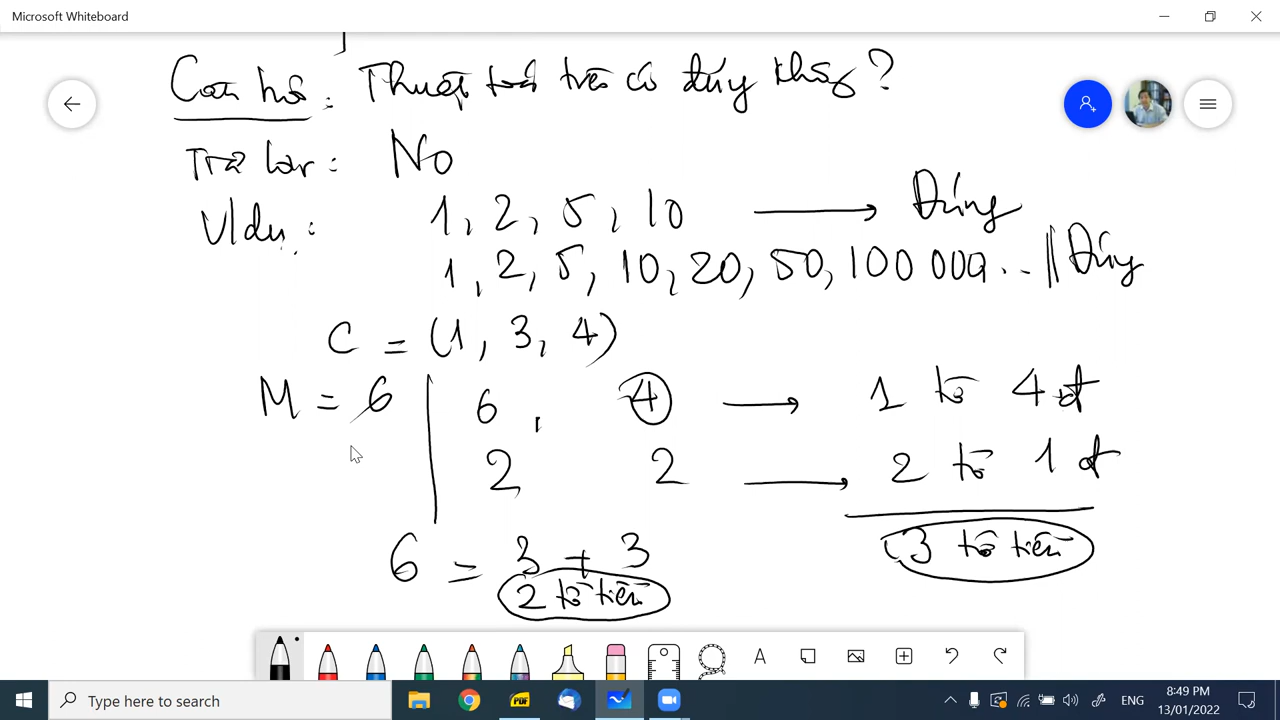 Microsoft Whiteboard
Câu hỏi: Thuật toán trên có đúng không?
Trả lời: No
Ví dụ: 1, 2, 5, 10 → Đúng
1, 2, 5, 10, 20, 50, 100 000... || Đúng
C = (1, 3, 4)
M = 6 | 6, 4 → 1 tờ 4đ
2 2 → 2 tờ 1đ
3 tờ tiền
6 = 3 + 3
2 tờ tiền
A
Type here to search
PDF
ENG
8:49 PM
13/01/2022